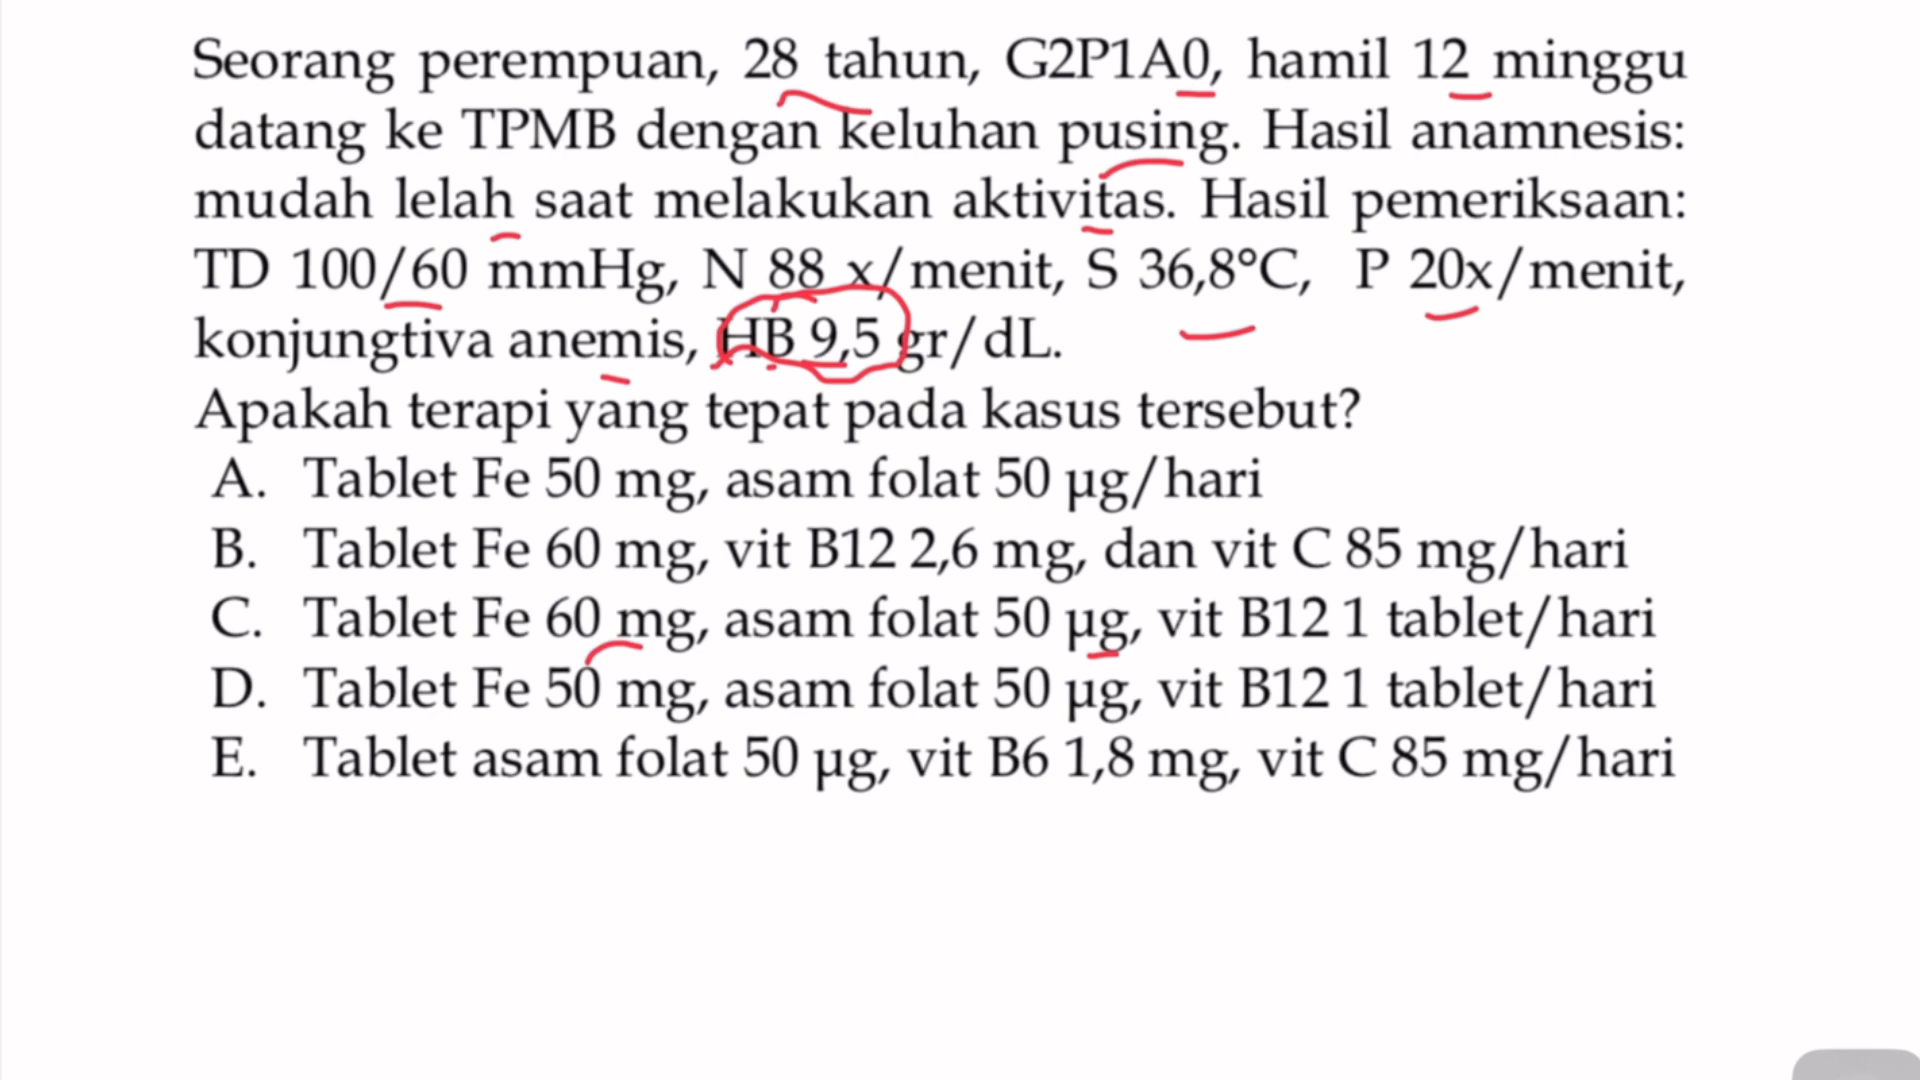 Seorang perempuan, 28 tahun, G2P1A0, hamil 12 minggu
datang ke TPMB dengan keluhan pusing. Hasil anamnesis:
mudah lelah saat melakukan aktivitas. Hasil pemeriksaan:
TD 100/60 mmHg, N 88 x/menit, S 36,8°C, P 20x/menit,
konjungtiva anemis, HB 9,5 gr/dL.
Apakah terapi yang tepat pada kasus tersebut?
A. Tablet Fe 50 mg, asam folat 50 µg/hari
B. Tablet Fe 60 mg, vit B12 2,6 mg, dan vit C 85 mg/hari
C. Tablet Fe 60 mg, asam folat 50 µg, vit B12 1 tablet/hari
D. Tablet Fe 50 mg, asam folat 50 µg, vit B12 1 tablet/hari
E. Tablet asam folat 50 µg, vit B6 1,8 mg, vit C 85 mg/hari